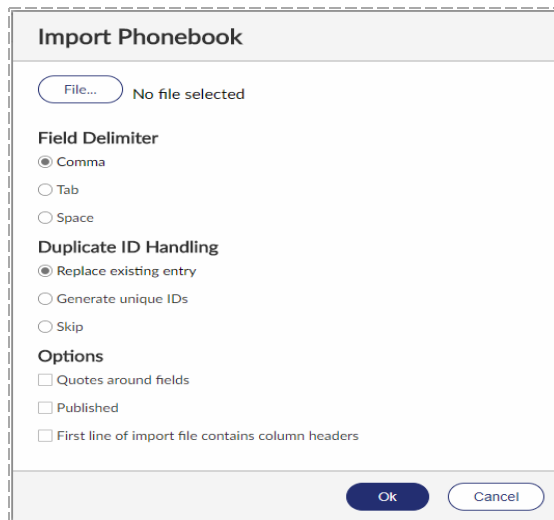 Import Phonebook
File... No file selected
Field Delimiter
Comma
Tab
Space
Duplicate ID Handling
Replace existing entry
Generate unique IDs
Skip
Options
Quotes around fields
Published
First line of import file contains column headers
Ok Cancel